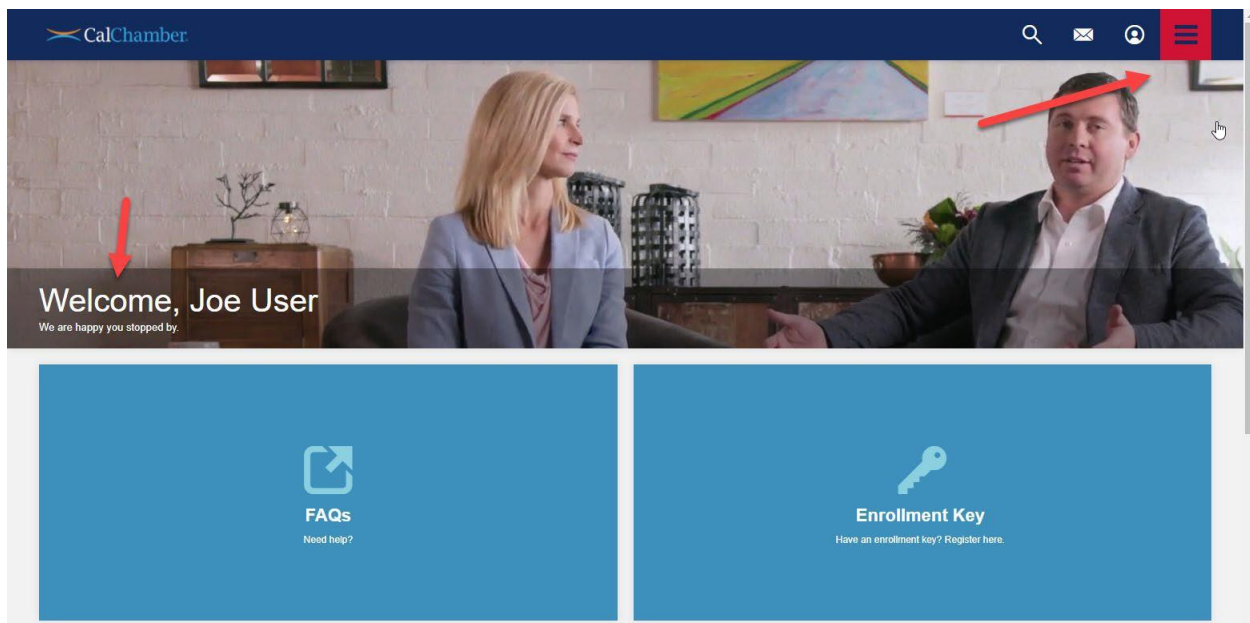 CalChamber.
Welcome, Joe User
We are happy you stopped by.
FAQs
Need help?
Enrollment Key
Have an enrollment key? Register here.